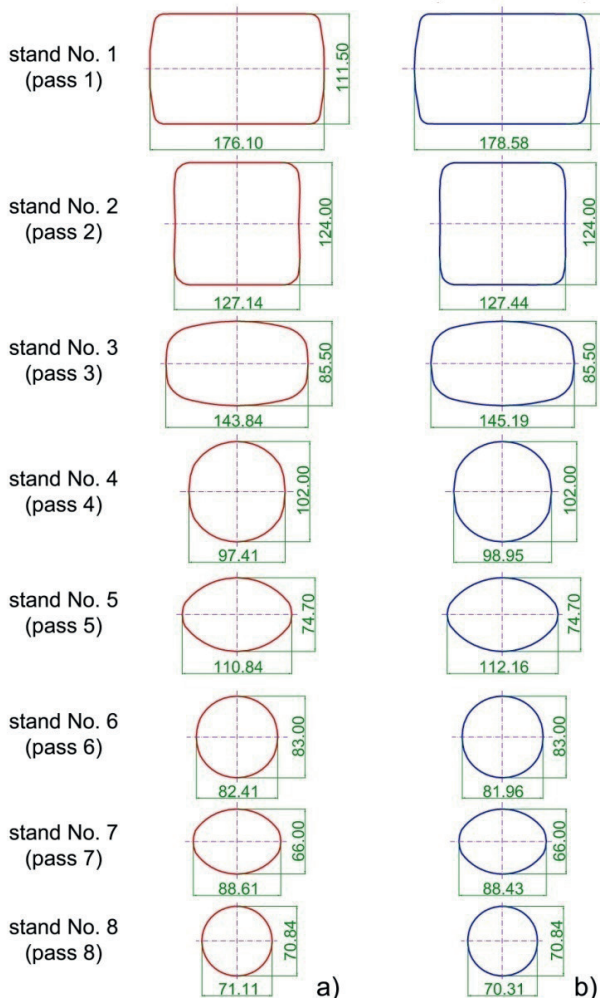 stand No. 1
(pass 1)
111.50
176.10
178.58
stand No. 2
(pass 2)
124.00
127.14
124.00
127.44
stand No. 3
(pass 3)
85.50
143.84
85.50
145.19
stand No. 4
(pass 4)
102.00
97.41
102.00
98.95
stand No. 5
(pass 5)
74.70
110.84
74.70
112.16
stand No. 6
(pass 6)
83.00
82.41
83.00
81.96
stand No. 7
(pass 7)
66.00
88.61
66.00
88.43
stand No. 8
(pass 8)
70.84
71.11
70.84
70.31
a)
b)